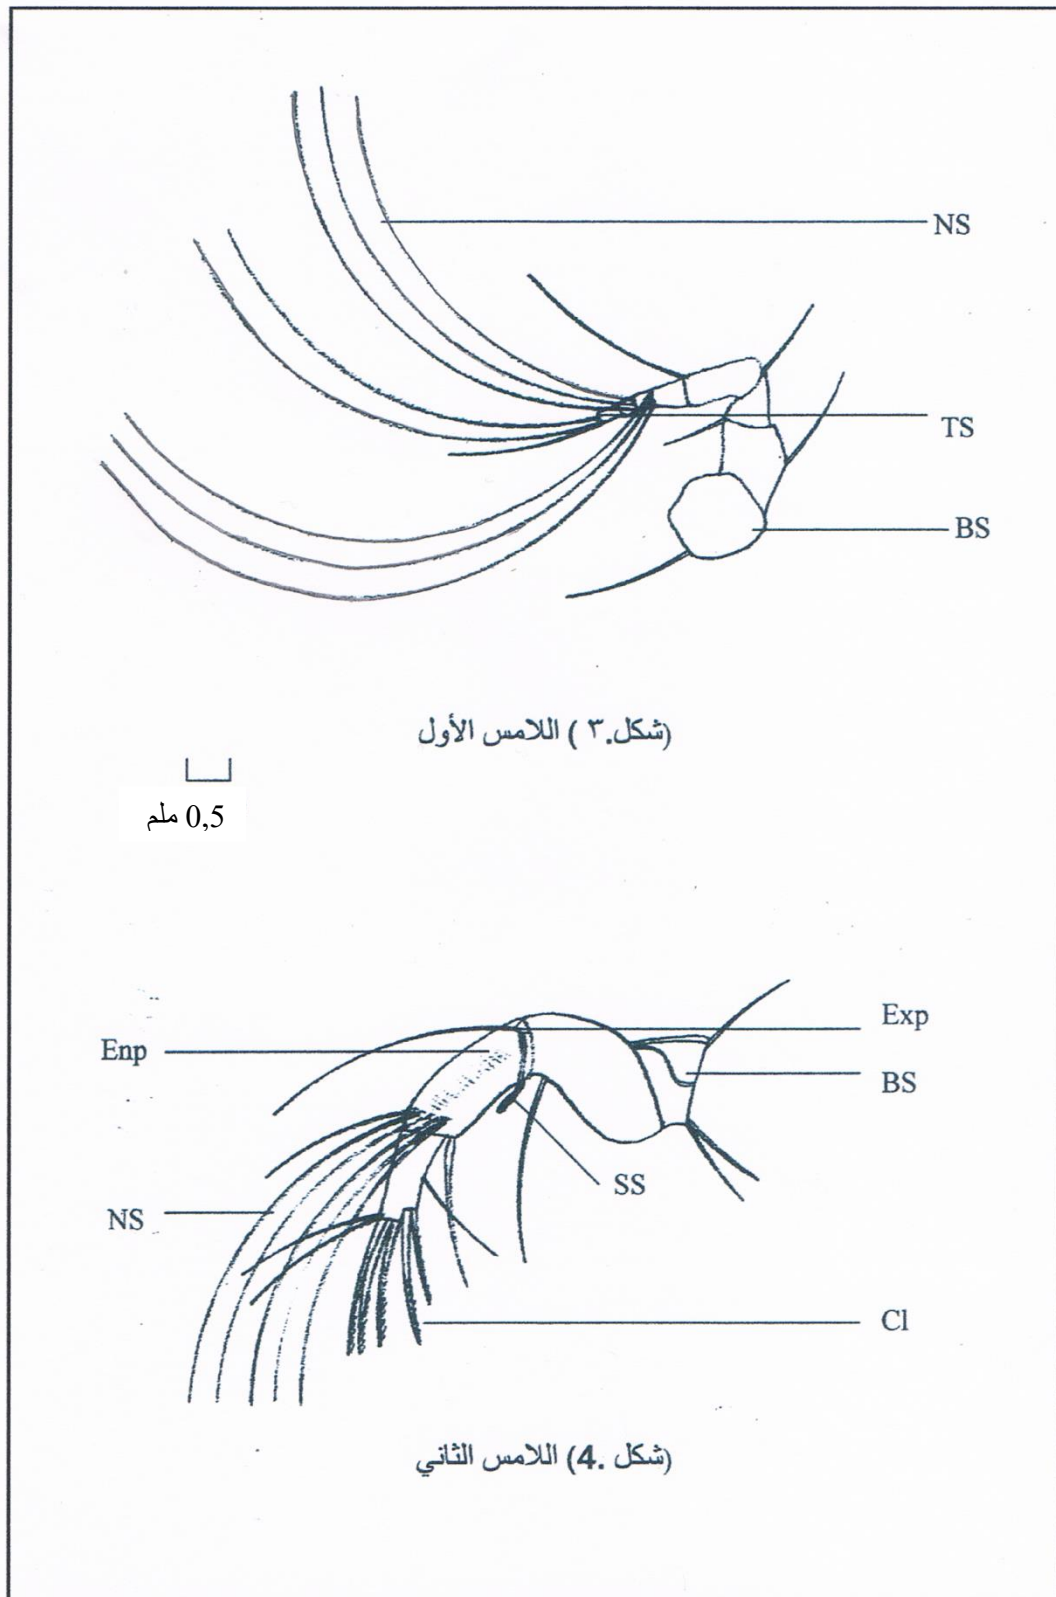 NS
TS
BS
(شكل.٣ ) اللامس الأول
0,5 ملم
Exp
Enp
BS
SS
NS
Cl
(شكل .4) اللامس الثاني